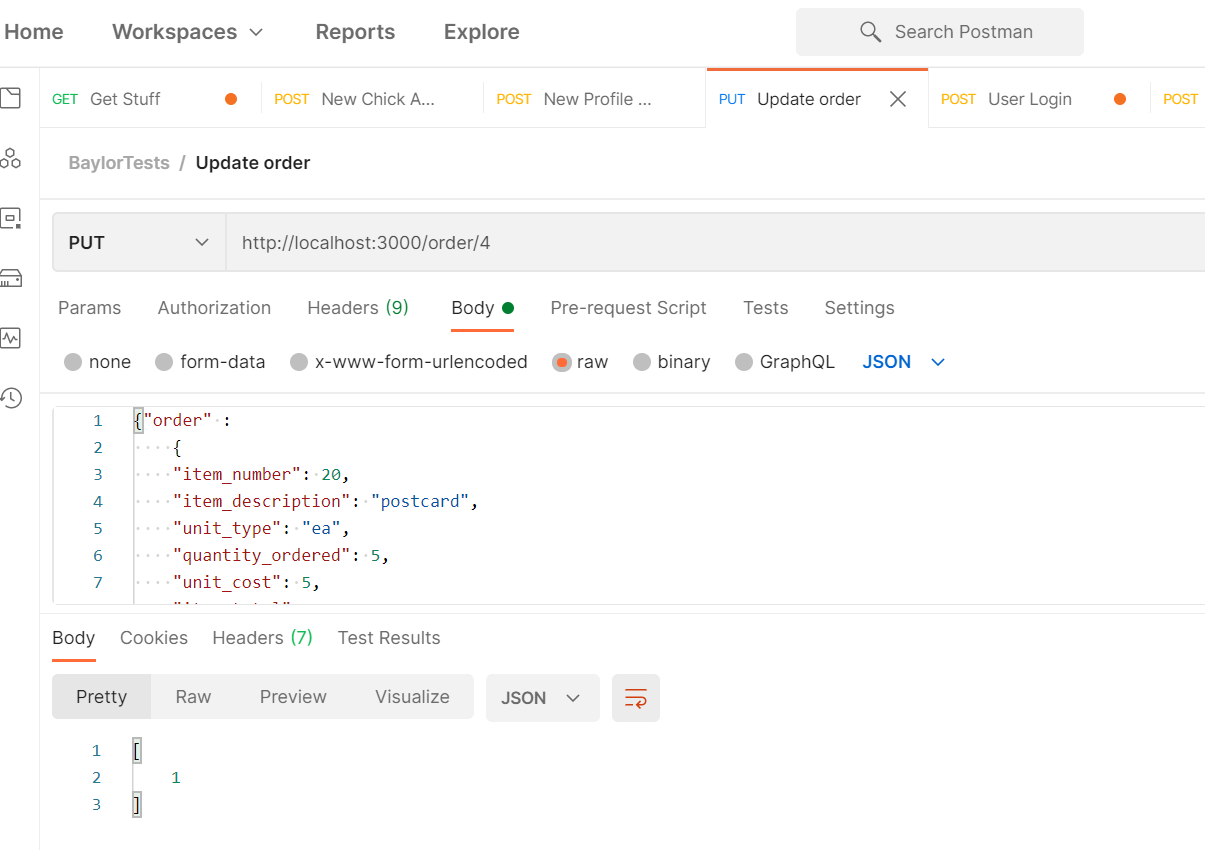 Home Workspaces Reports Explore Search Postman
GET Get Stuff POST New Chick A... POST New Profile ... PUT Update order POST User Login POST
BaylorTests / Update order
PUT http://localhost:3000/order/4
Params Authorization Headers (9) Body Pre-request Script Tests Settings
none form-data x-www-form-urlencoded raw binary GraphQL JSON
1 {"order" :
2 {
3 "item_number": 20,
4 "item_description": "postcard",
5 "unit_type": "ea",
6 "quantity_ordered": 5,
7 "unit_cost": 5,
Body Cookies Headers (7) Test Results
Pretty Raw Preview Visualize JSON
1 [
2 1
3 ]